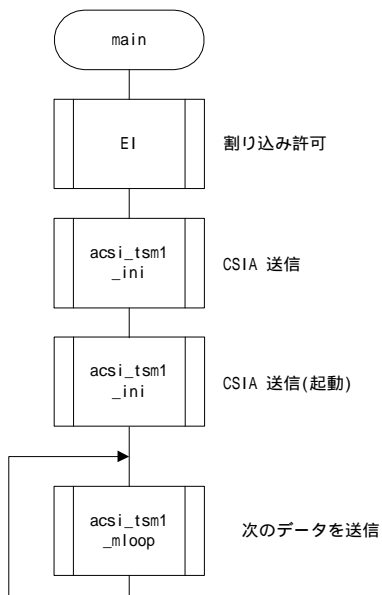 main
EI
割り込み許可
acsi_tsm1
_ini
CSIA 送信
acsi_tsm1
_ini
CSIA 送信(起動)
acsi_tsm1
_mloop
次のデータを送信